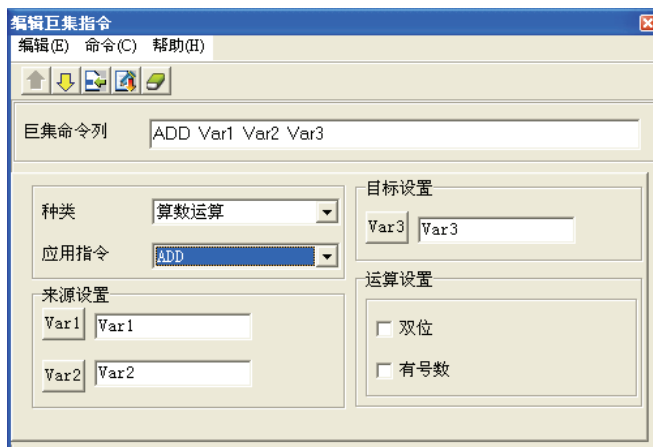 编辑巨集指令
编辑(E) 命令(C) 帮助(H)
巨集命令列 ADD Var1 Var2 Var3
种类 算数运算
应用指令 ADD
来源设置
Var1 Var1
Var2 Var2
目标设置
Var3 Var3
运算设置
双位
有号数